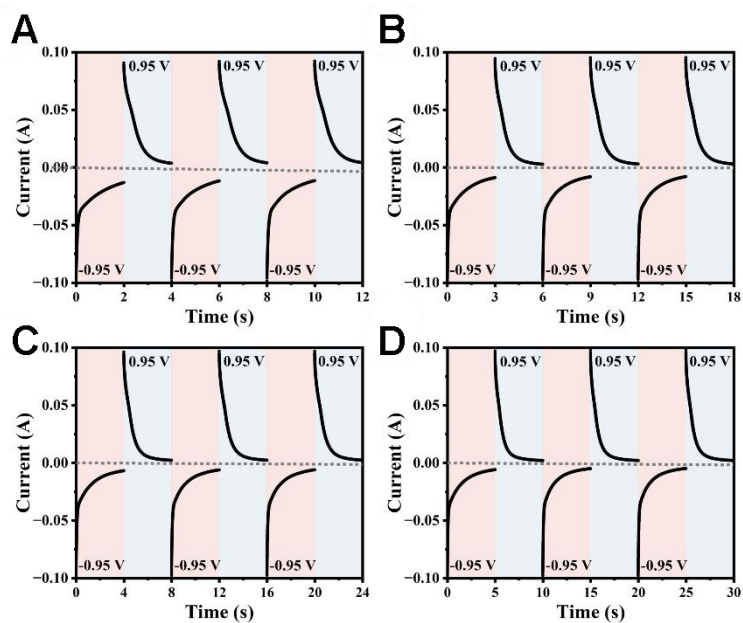 A
0.10
0.05
0.00
−0.05
−0.10
Current (A)
0.95 V
0.95 V
0.95 V
-0.95 V
-0.95 V
-0.95 V
0 2 4 6 8 10 12
Time (s)
B
0.10
0.05
0.00
−0.05
−0.10
Current (A)
0.95 V
0.95 V
0.95 V
-0.95 V
-0.95 V
-0.95 V
0 3 6 9 12 15 18
Time (s)
C
0.10
0.05
0.00
−0.05
−0.10
Current (A)
0.95 V
0.95 V
0.95 V
-0.95 V
-0.95 V
-0.95 V
0 4 8 12 16 20 24
Time (s)
D
0.10
0.05
0.00
−0.05
−0.10
Current (A)
0.95 V
0.95 V
0.95 V
-0.95 V
-0.95 V
-0.95 V
0 5 10 15 20 25 30
Time (s)